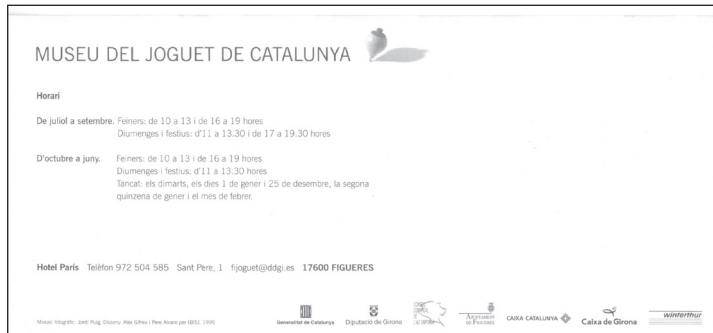 MUSEU DEL JOGUET DE CATALUNYA
Horari
De juliol a setembre. Feiners: de 10 a 13 i de 16 a 19 hores
Diumenges i festius: d'11 a 13.30 i de 17 a 19.30 hores
D'octubre a juny. Feiners: de 10 a 13 i de 16 a 19 hores
Diumenges i festius: d'11 a 13.30 hores
Tancat: els dimarts, els dies 1 de gener i 25 de desembre, la segona
quinzena de gener i el mes de febrer.
Hotel París Telèfon 972 504 585 Sant Pere, 1 fijoguet@ddgi.es 17600 FIGUERES
Generalitat de Catalunya
Diputació de Girona
AJUNTAMENT
DE FIGUERES
CAIXA CATALUNYA
Caixa de Girona
winterthur